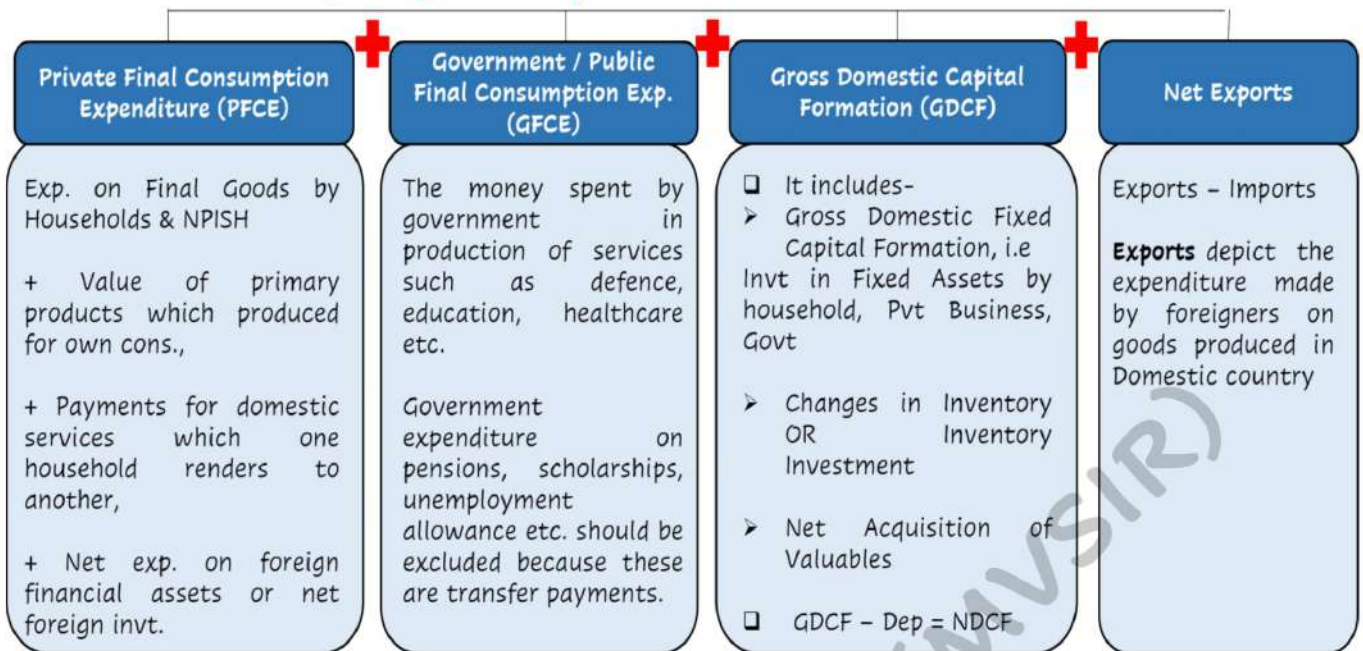 Private Final Consumption
Expenditure (PFCE)
Exp. on Final Goods by
Households & NPISH
+ Value of primary
products which produced
for own cons.,
+ Payments for domestic
services which one
household renders to
another,
+ Net exp. on foreign
financial assets or net
foreign invt.
Government / Public
Final Consumption Exp.
(GFCE)
The money spent by
government in
production of services
such as defence,
education, healthcare
etc.
Government
expenditure on
pensions, scholarships,
unemployment
allowance etc. should be
excluded because these
are transfer payments.
Gross Domestic Capital
Formation (GDCF)
❑ It includes-
➢ Gross Domestic Fixed
Capital Formation, i.e
Invt in Fixed Assets by
household, Pvt Business,
Govt
➢ Changes in Inventory
OR Inventory
Investment
➢ Net Acquisition of
Valuables
❑ GDCF – Dep = NDCF
Net Exports
Exports – Imports
Exports depict the
expenditure made
by foreigners on
goods produced in
Domestic country
MVSIR)